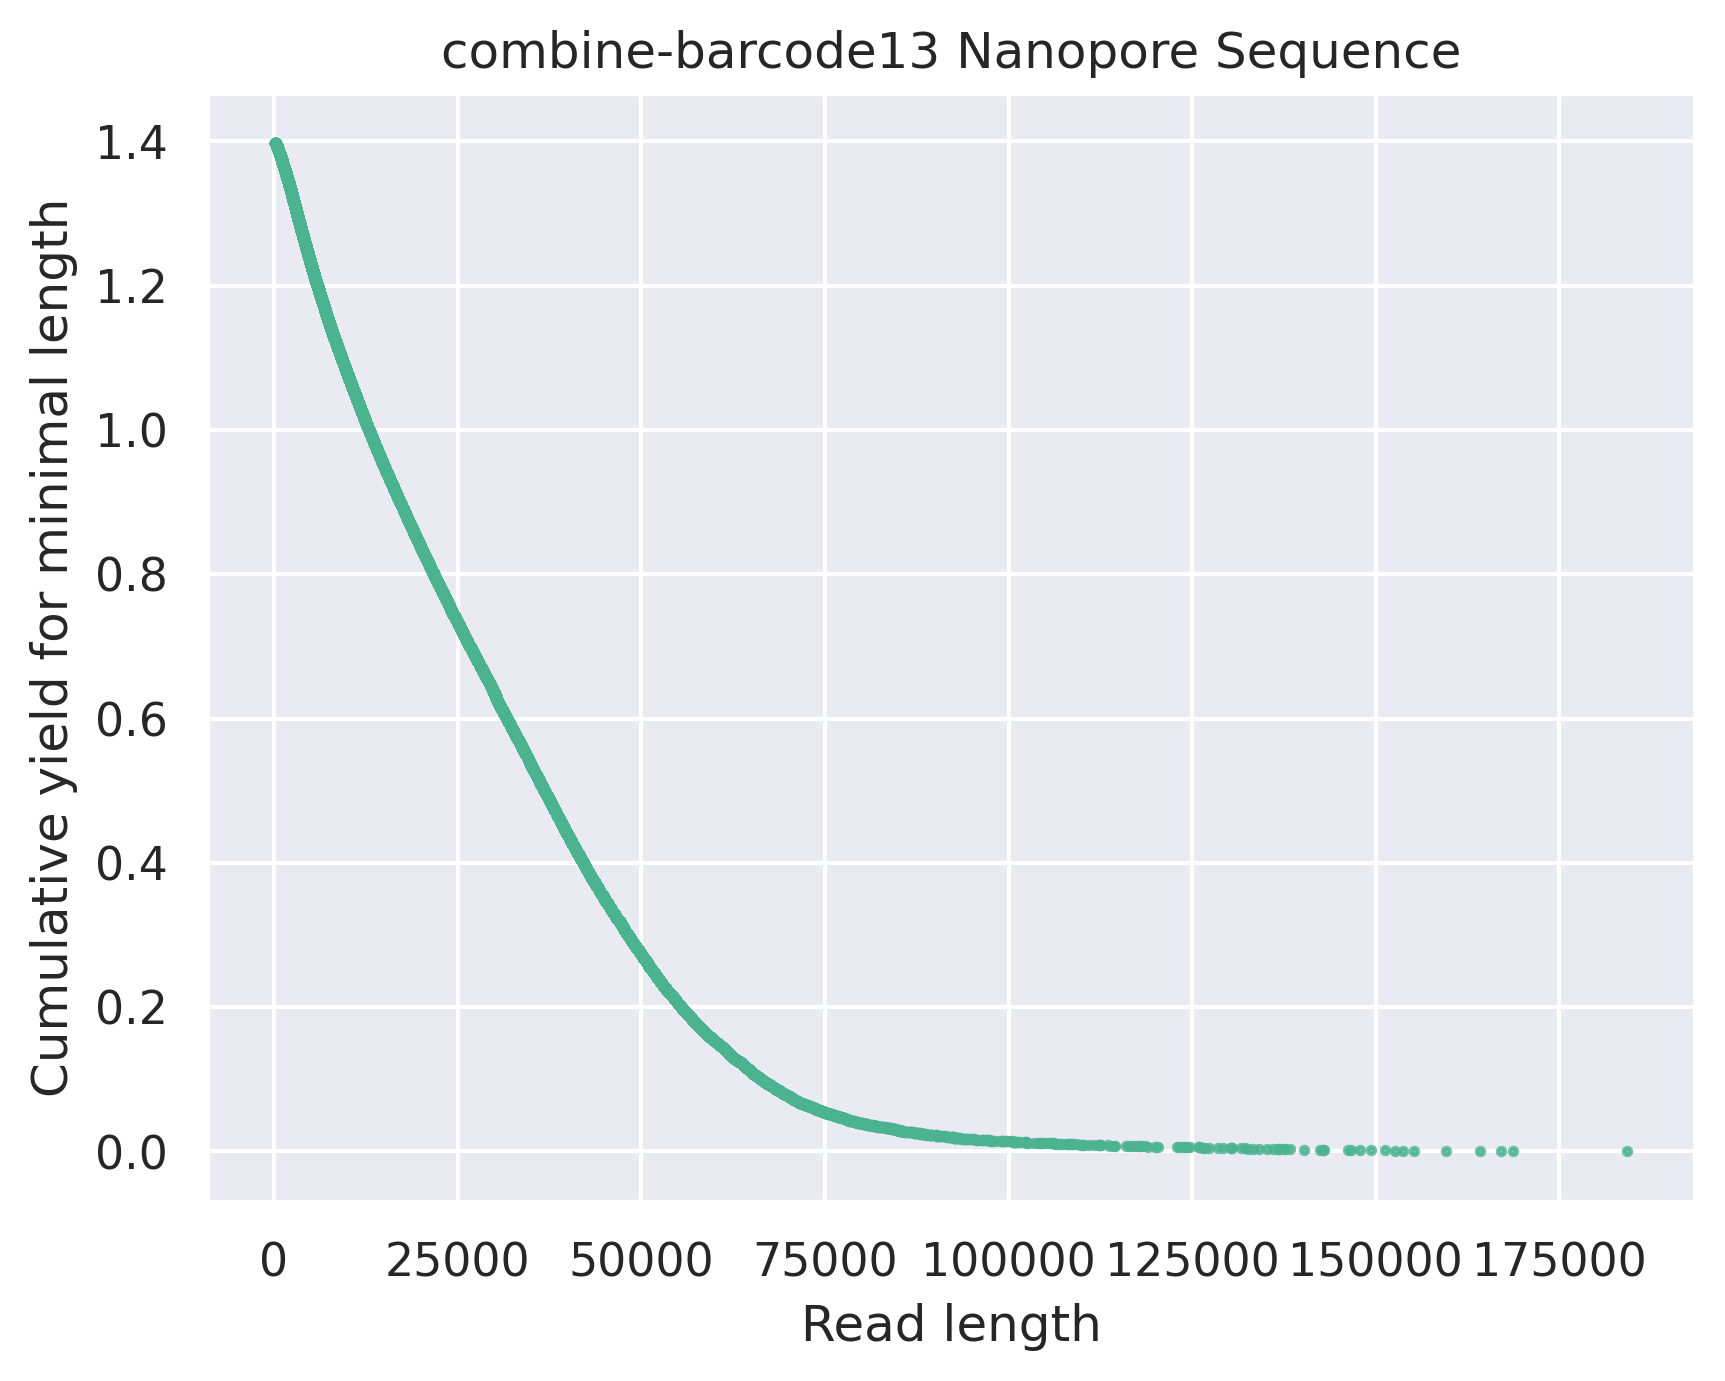 combine-barcode13 Nanopore Sequence
Cumulative yield for minimal length
1.4
1.2
1.0
0.8
0.6
0.4
0.2
0.0
0 25000 50000 75000 100000 125000 150000 175000
Read length